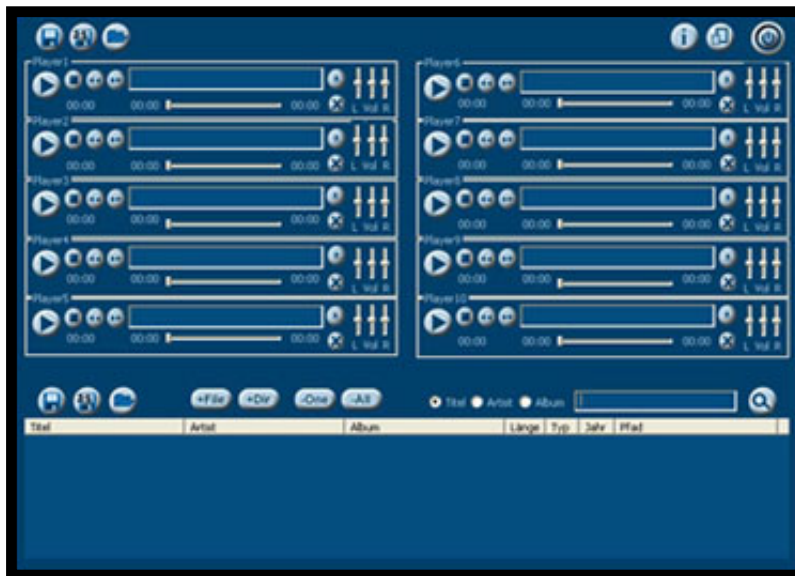 Player1
00:00 00:00 00:00 L Vol R
Player2
00:00 00:00 00:00 L Vol R
Player3
00:00 00:00 00:00 L Vol R
Player4
00:00 00:00 00:00 L Vol R
Player5
00:00 00:00 00:00 L Vol R
Player6
00:00 00:00 00:00 L Vol R
Player7
00:00 00:00 00:00 L Vol R
Player8
00:00 00:00 00:00 L Vol R
Player9
00:00 00:00 00:00 L Vol R
Player10
00:00 00:00 00:00 L Vol R
+File +Dir -One -All Titel Artist Album
Titel Artist Album Länge Typ Jahr Pfad